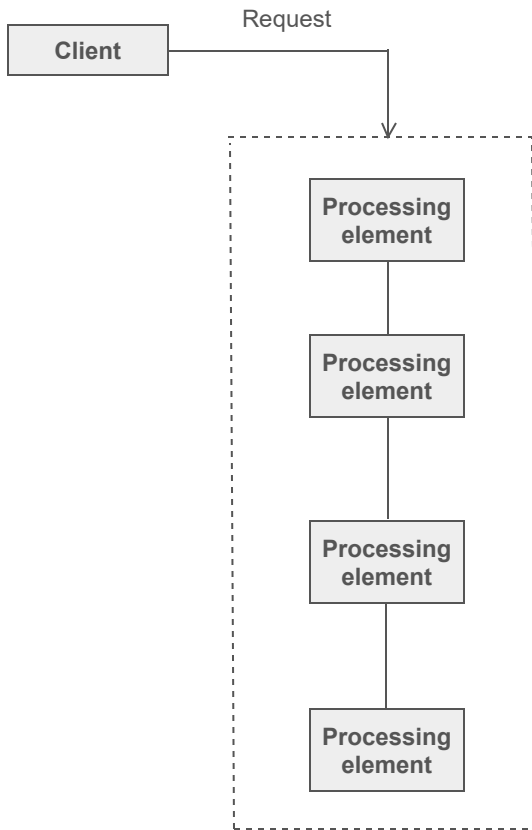 Request
Client
Processing
element
Processing
element
Processing
element
Processing
element